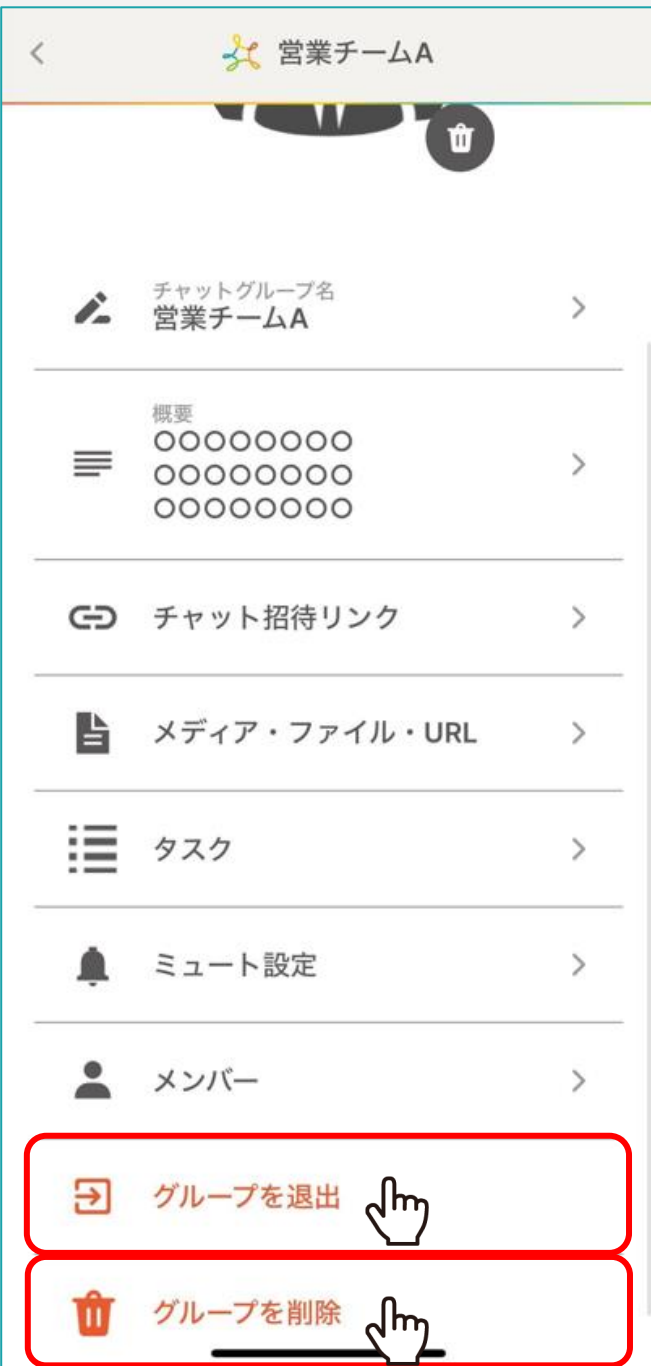 営業チームA
チャットグループ名
営業チームA
概要
○○○○○○○○
○○○○○○○○
○○○○○○○○
チャット招待リンク
メディア・ファイル・URL
タスク
ミュート設定
メンバー
グループを退出
グループを削除